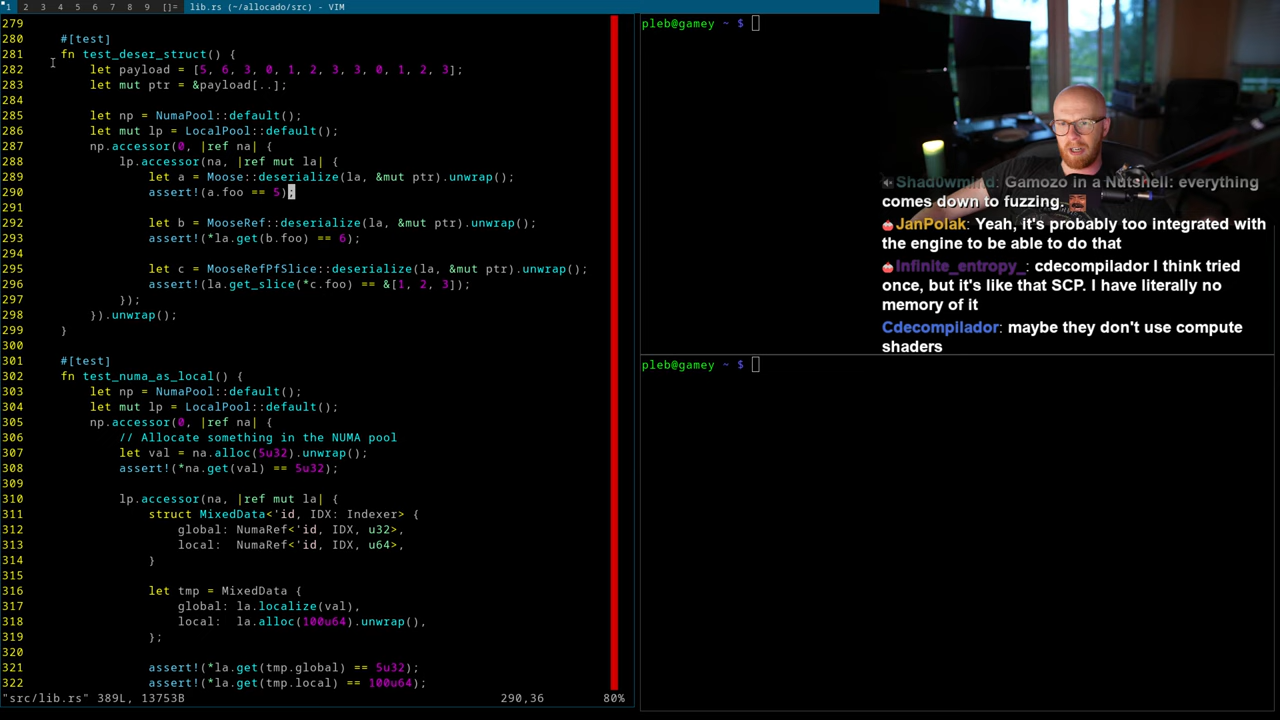 1 2 3 4 5 6 7 8 9 []= lib.rs (~/allocado/src) - VIM
279
280 #[test]
281 fn test_deser_struct() {
282 let payload = [5, 6, 3, 0, 1, 2, 3, 3, 0, 1, 2, 3];
283 let mut ptr = &payload[..];
284
285 let np = NumaPool::default();
286 let mut lp = LocalPool::default();
287 np.accessor(0, |ref na| {
288 lp.accessor(na, |ref mut la| {
289 let a = Moose::deserialize(la, &mut ptr).unwrap();
290 assert!(a.foo == 5);
291
292 let b = MooseRef::deserialize(la, &mut ptr).unwrap();
293 assert!(*la.get(b.foo) == 6);
294
295 let c = MooseRefPfSlice::deserialize(la, &mut ptr).unwrap();
296 assert!(la.get_slice(*c.foo) == &[1, 2, 3]);
297 });
298 }).unwrap();
299 }
300
301 #[test]
302 fn test_numa_as_local() {
303 let np = NumaPool::default();
304 let mut lp = LocalPool::default();
305 np.accessor(0, |ref na| {
306 // Allocate something in the NUMA pool
307 let val = na.alloc(5u32).unwrap();
308 assert!(*na.get(val) == 5u32);
309
310 lp.accessor(na, |ref mut la| {
311 struct MixedData<'id, IDX: Indexer> {
312 global: NumaRef<'id, IDX, u32>,
313 local: NumaRef<'id, IDX, u64>,
314 }
315
316 let tmp = MixedData {
317 global: la.localize(val),
318 local: la.alloc(100u64).unwrap(),
319 };
320
321 assert!(*la.get(tmp.global) == 5u32);
322 assert!(*la.get(tmp.local) == 100u64);
"src/lib.rs" 389L, 13753B 290,36 80%
pleb@gamey ~ $
pleb@gamey ~ $
Shad0wmind: Gamozo in a Nutshell: everything
comes down to fuzzing.
JanPolak: Yeah, it's probably too integrated with
the engine to be able to do that
Infinite_entropy_: cdecompilador I think tried
once, but it's like that SCP. I have literally no
memory of it
Cdecompilador: maybe they don't use compute
shaders